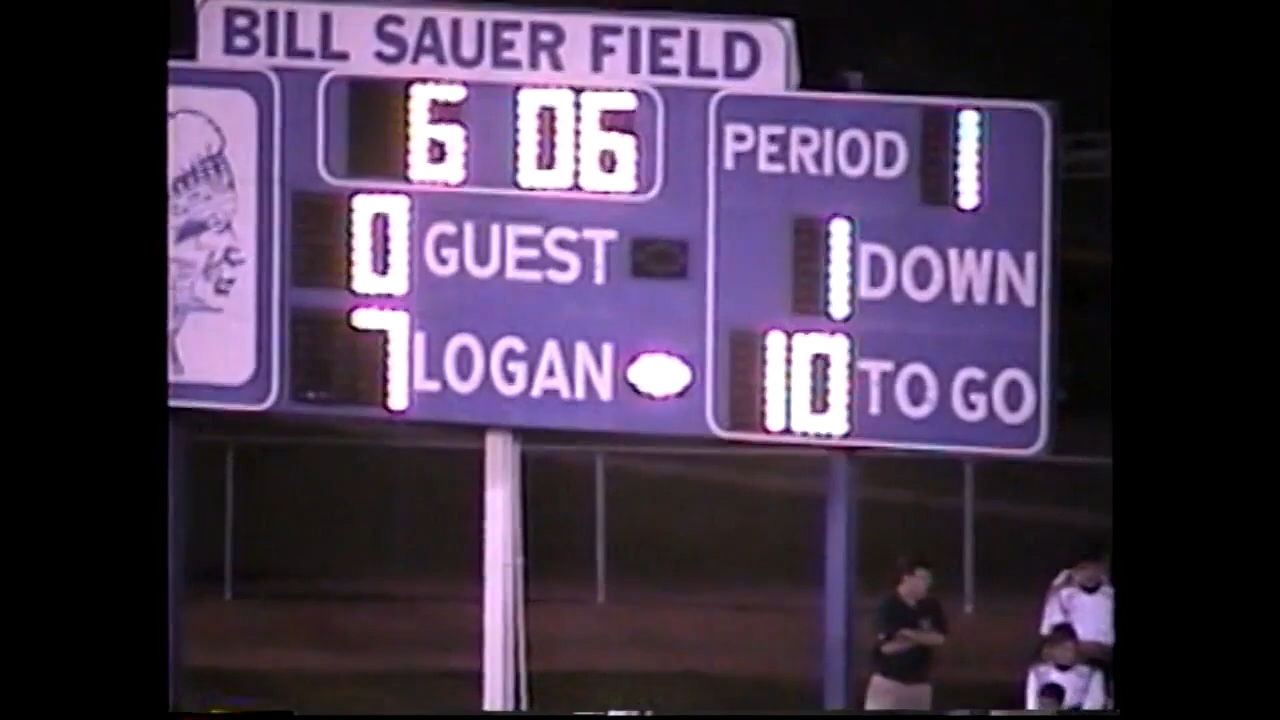 BILL SAUER FIELD
6 06
PERIOD 1
0 GUEST
1 DOWN
7 LOGAN
10 TO GO